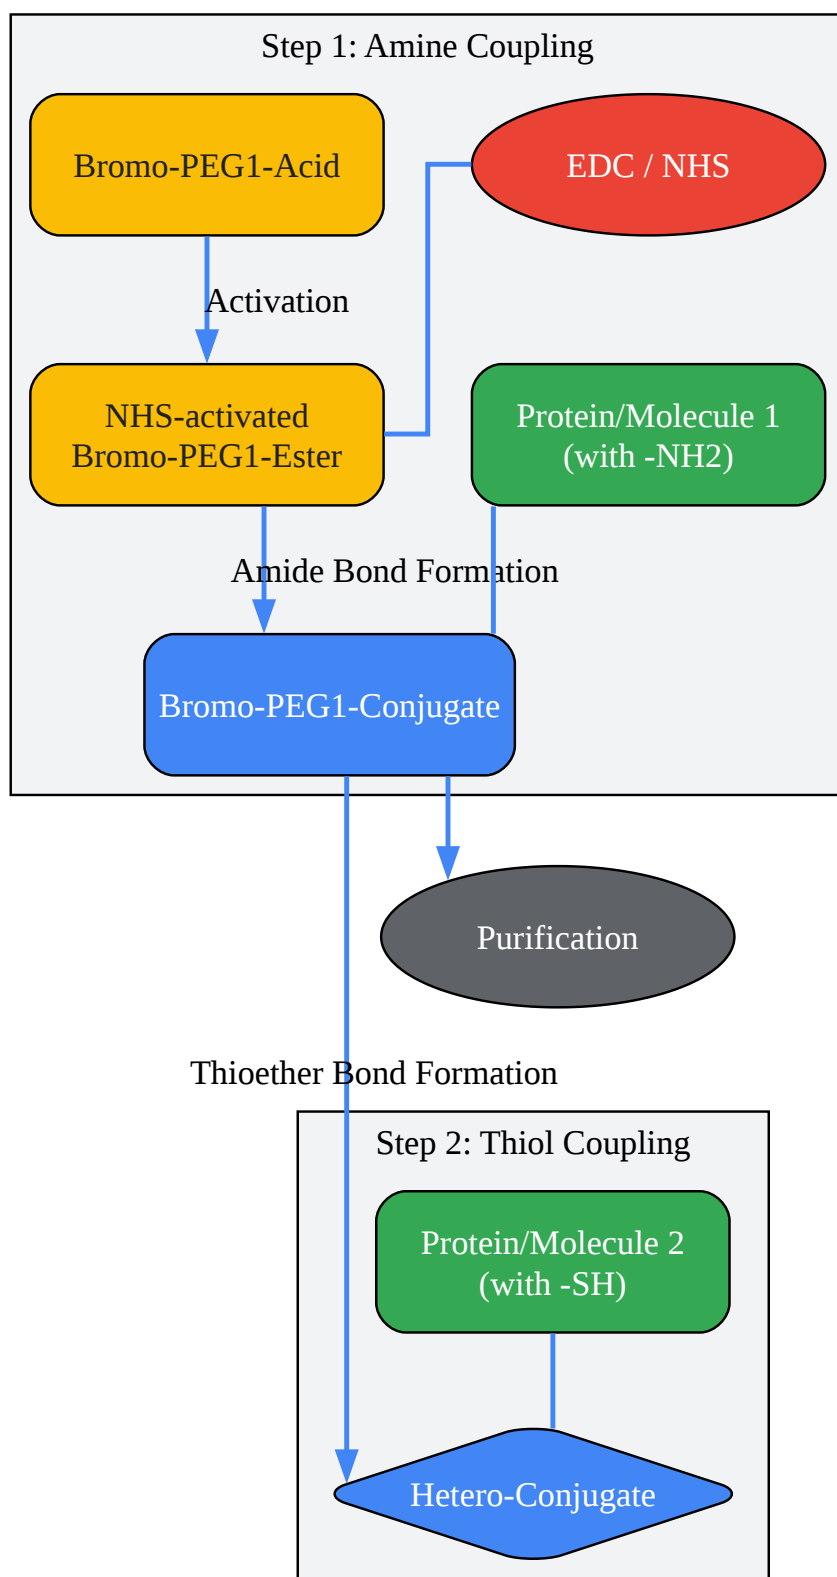 Step 1: Amine Coupling
Bromo-PEG1-Acid
EDC / NHS
Activation
NHS-activated
Bromo-PEG1-Ester
Protein/Molecule 1
(with -NH2)
Amide Bond Formation
Bromo-PEG1-Conjugate
Purification
Thioether Bond Formation
Step 2: Thiol Coupling
Protein/Molecule 2
(with -SH)
Hetero-Conjugate